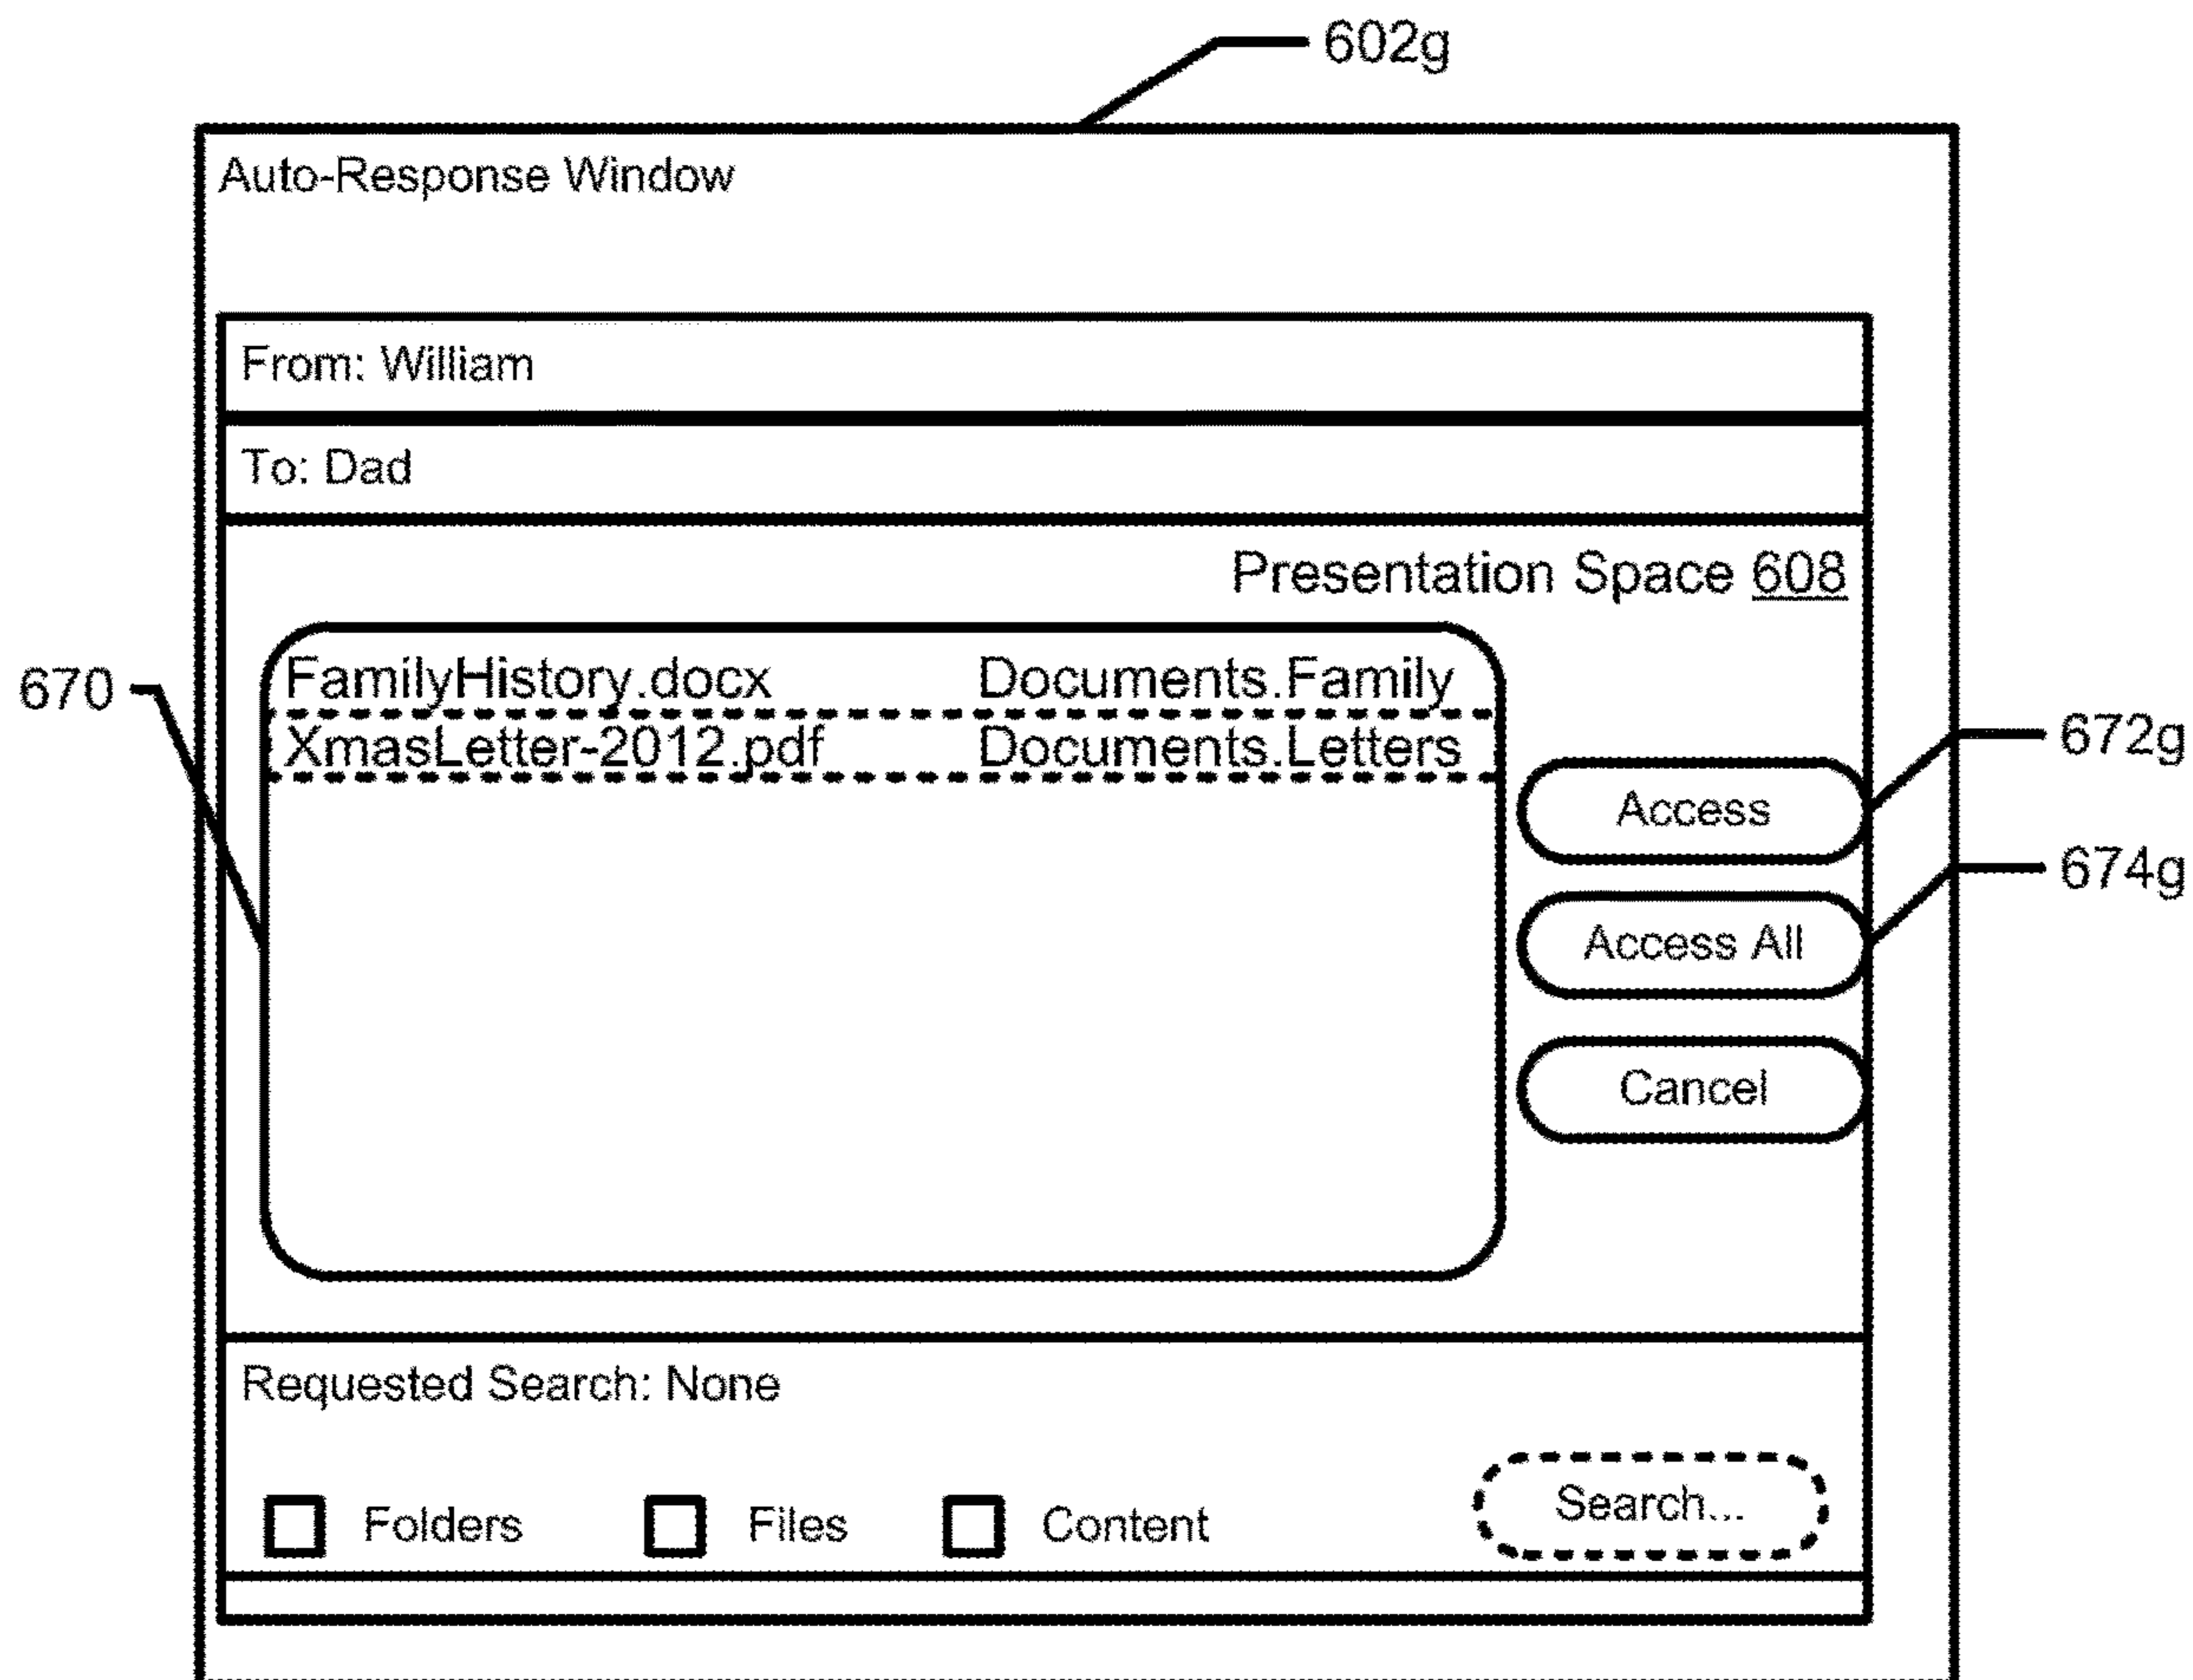 602g
Auto-Response Window
From: William
To: Dad
Presentation Space 608
670
FamilyHistory.docx Documents.Family
XmasLetter-2012.pdf Documents.Letters
672g
Access
674g
Access All
Cancel
Requested Search: None
Folders Files Content Search...